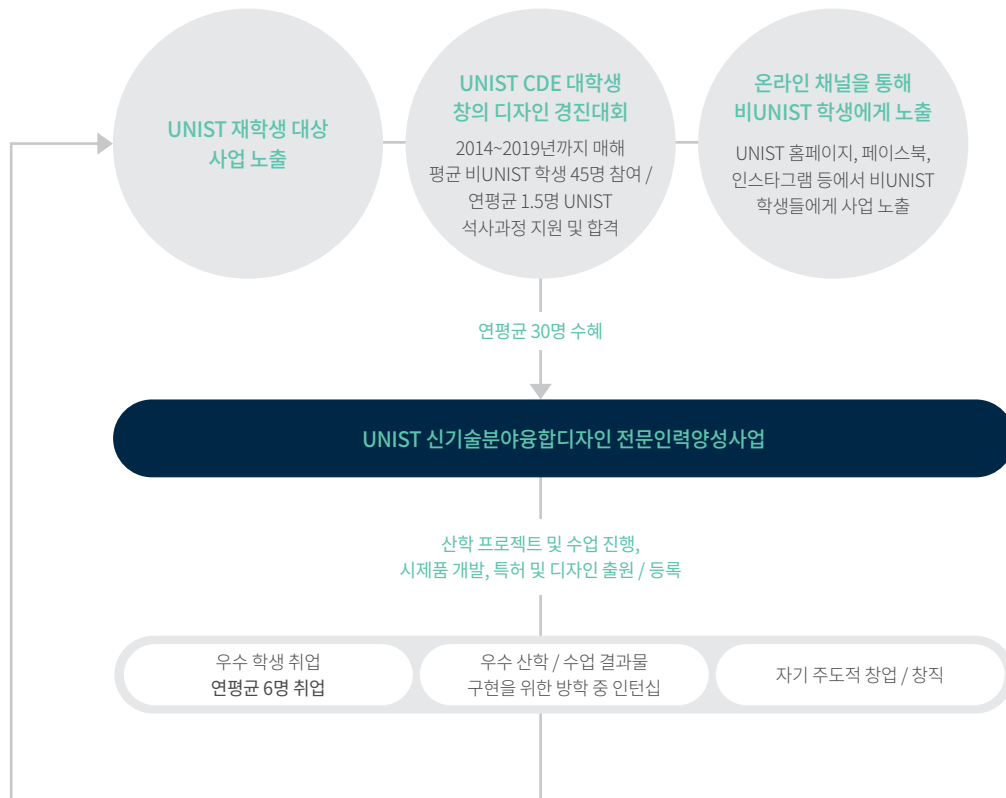 UNIST 재학생 대상
사업 노출
UNIST CDE 대학생
창의 디자인 경진대회
2014~2019년까지 매해
평균 비UNIST 학생 45명 참여 /
연평균 1.5명 UNIST
석사과정 지원 및 합격
온라인 채널을 통해
비UNIST 학생에게 노출
UNIST 홈페이지, 페이스북,
인스타그램 등에서 비UNIST
학생들에게 사업 노출
연평균 30명 수혜
UNIST 신기술분야융합디자인 전문인력양성사업
산학 프로젝트 및 수업 진행,
시제품 개발, 특허 및 디자인 출원 / 등록
우수 학생 취업
연평균 6명 취업
우수 산학 / 수업 결과물
구현을 위한 방학 중 인턴십
자기 주도적 창업 / 창직